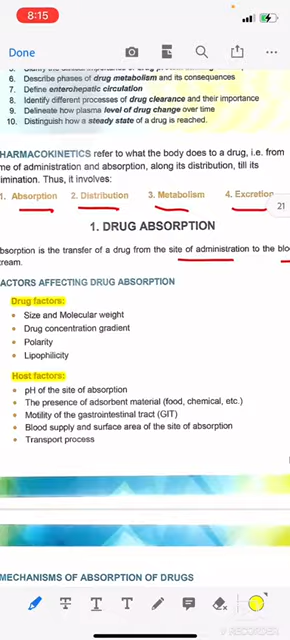 8:15
Done
6. Describe phases of drug metabolism and its consequences
7. Define enterohepatic circulation
8. Identify different processes of drug clearance and their importance
9. Delineate how plasma level of drug change over time
10. Distinguish how a steady state of a drug is reached.
HARMACOKINETICS refer to what the body does to a drug, i.e. from
me of administration and absorption, along its distribution, till its
imination. Thus, it involves:
1. Absorption 2. Distribution 3. Metabolism 4. Excretion
21
1. DRUG ABSORPTION
bsorption is the transfer of a drug from the site of administration to the bloo
ream.
ACTORS AFFECTING DRUG ABSORPTION
Drug factors:
• Size and Molecular weight
• Drug concentration gradient
• Polarity
• Lipophilicity
Host factors:
• pH of the site of absorption
• The presence of adsorbent material (food, chemical, etc.)
• Motility of the gastrointestinal tract (GIT)
• Blood supply and surface area of the site of absorption
• Transport process
MECHANISMS OF ABSORPTION OF DRUGS